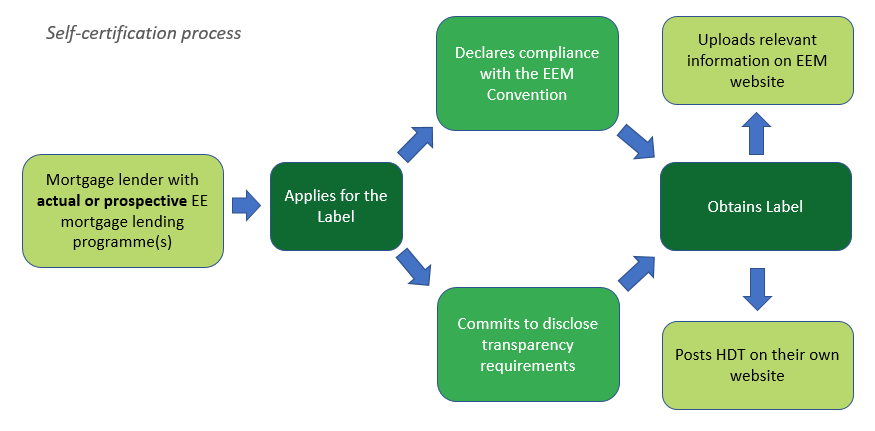 Self-certification process
Mortgage lender with
actual or prospective EE
mortgage lending
programme(s)
Applies for the
Label
Declares compliance
with the EEM
Convention
Commits to disclose
transparency
requirements
Obtains Label
Uploads relevant
information on EEM
website
Posts HDT on their own
website